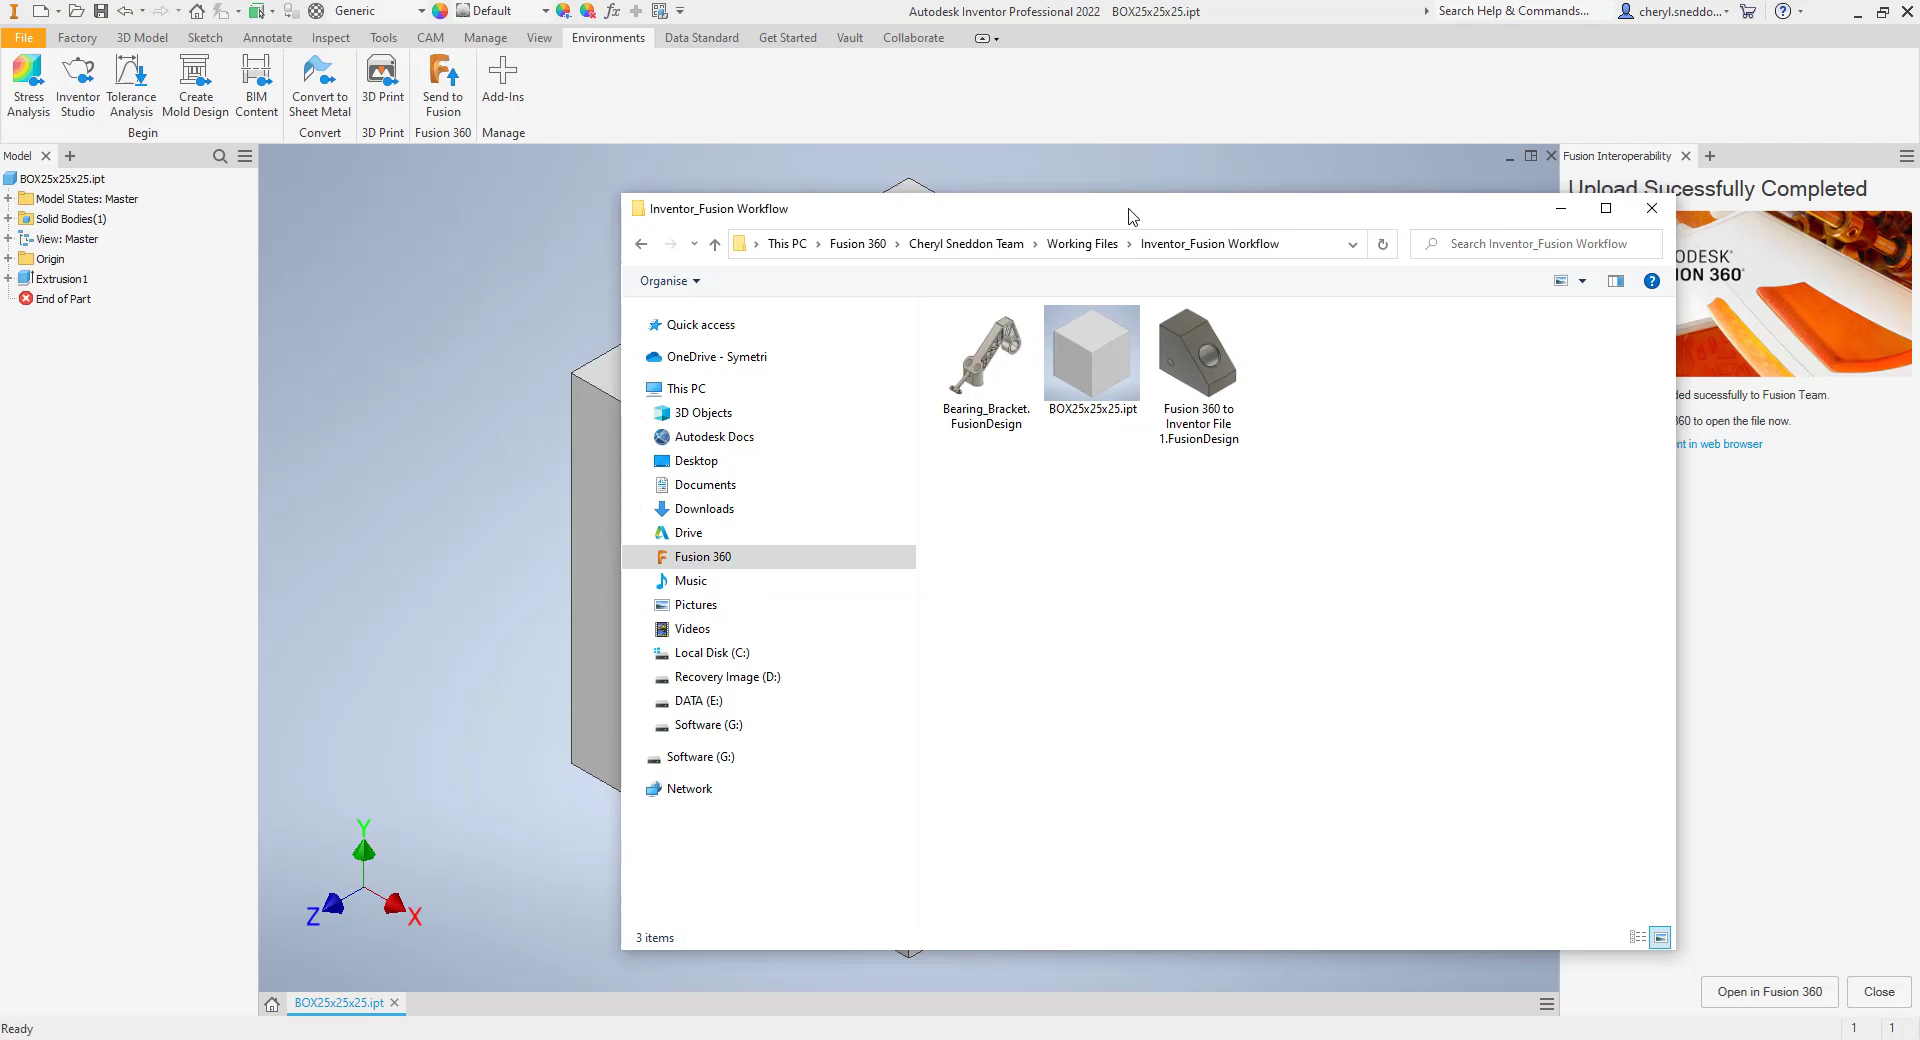 Generic
Default
fx
Autodesk Inventor Professional 2022 BOX25x25x25.ipt
Search Help & Commands...
cheryl.sneddo...
File
Factory
3D Model
Sketch
Annotate
Inspect
Tools
CAM
Manage
View
Environments
Data Standard
Get Started
Vault
Collaborate
Stress
Analysis
Inventor
Studio
Tolerance
Analysis
Create
Mold Design
BIM
Content
Convert to
Sheet Metal
3D Print
Send to
Fusion
Add-Ins
Begin
Convert
3D Print
Fusion 360
Manage
Model
BOX25x25x25.ipt
Model States: Master
Solid Bodies(1)
View: Master
Origin
Extrusion1
End of Part
Y
Z
X
Inventor_Fusion Workflow
This PC
Fusion 360
Cheryl Sneddon Team
Working Files
Inventor_Fusion Workflow
Search Inventor_Fusion Workflow
Organise
Quick access
OneDrive - Symetri
This PC
3D Objects
Autodesk Docs
Desktop
Documents
Downloads
Drive
Fusion 360
Music
Pictures
Videos
Local Disk (C:)
Recovery Image (D:)
DATA (E:)
Software (G:)
Software (G:)
Network
Bearing_Bracket.
FusionDesign
BOX25x25x25.ipt
Fusion 360 to
Inventor File
1.FusionDesign
3 items
Fusion Interoperability
Upload Sucessfully Completed
ODESK®
ON 360®
ded sucessfully to Fusion Team.
360 to open the file now.
nt in web browser
Open in Fusion 360
Close
BOX25x25x25.ipt
Ready
1
1